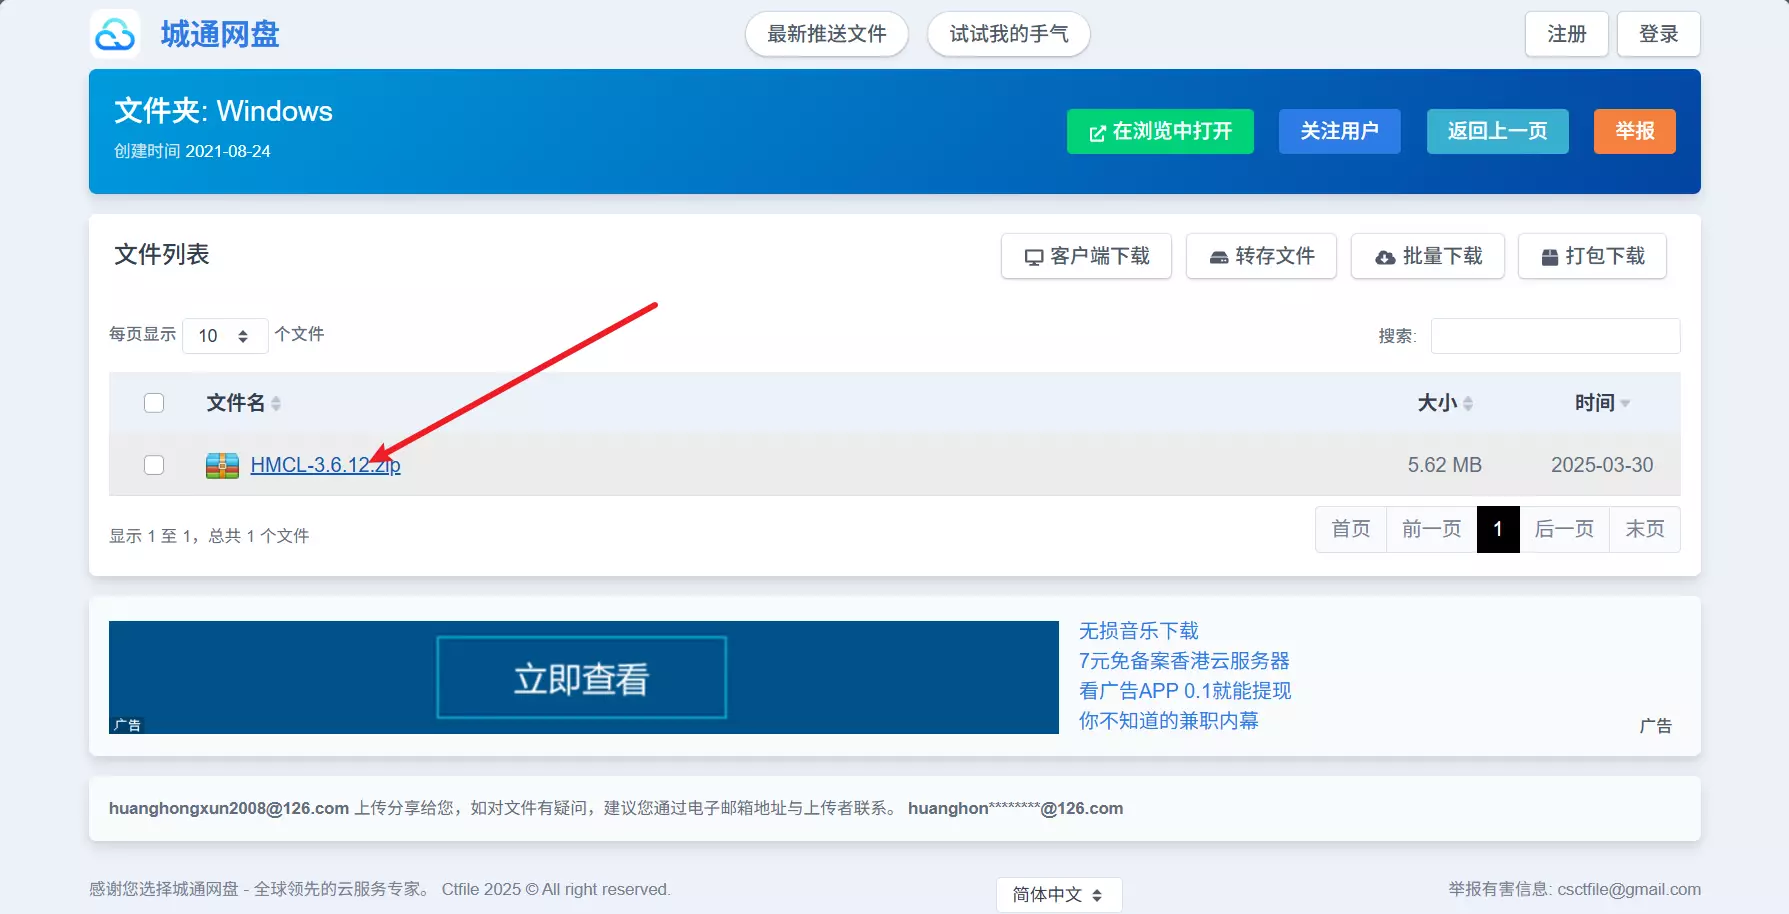 城通网盘
最新推送文件
试试我的手气
注册
登录
文件夹: Windows
创建时间 2021-08-24
在浏览中打开
关注用户
返回上一页
举报
文件列表
客户端下载
转存文件
批量下载
打包下载
每页显示 10 个文件
搜索:
文件名
大小
时间
HMCL-3.6.12.zip
5.62 MB
2025-03-30
显示 1 至 1，总共 1 个文件
首页
前一页
1
后一页
末页
立即查看
广告
无损音乐下载
7元免备案香港云服务器
看广告APP 0.1就能提现
你不知道的兼职内幕
广告
huanghongxun2008@126.com 上传分享给您，如对文件有疑问，建议您通过电子邮箱地址与上传者联系。 huanghon********@126.com
感谢您选择城通网盘 - 全球领先的云服务专家。 Ctfile 2025 © All right reserved.
简体中文
举报有害信息: csctfile@gmail.com